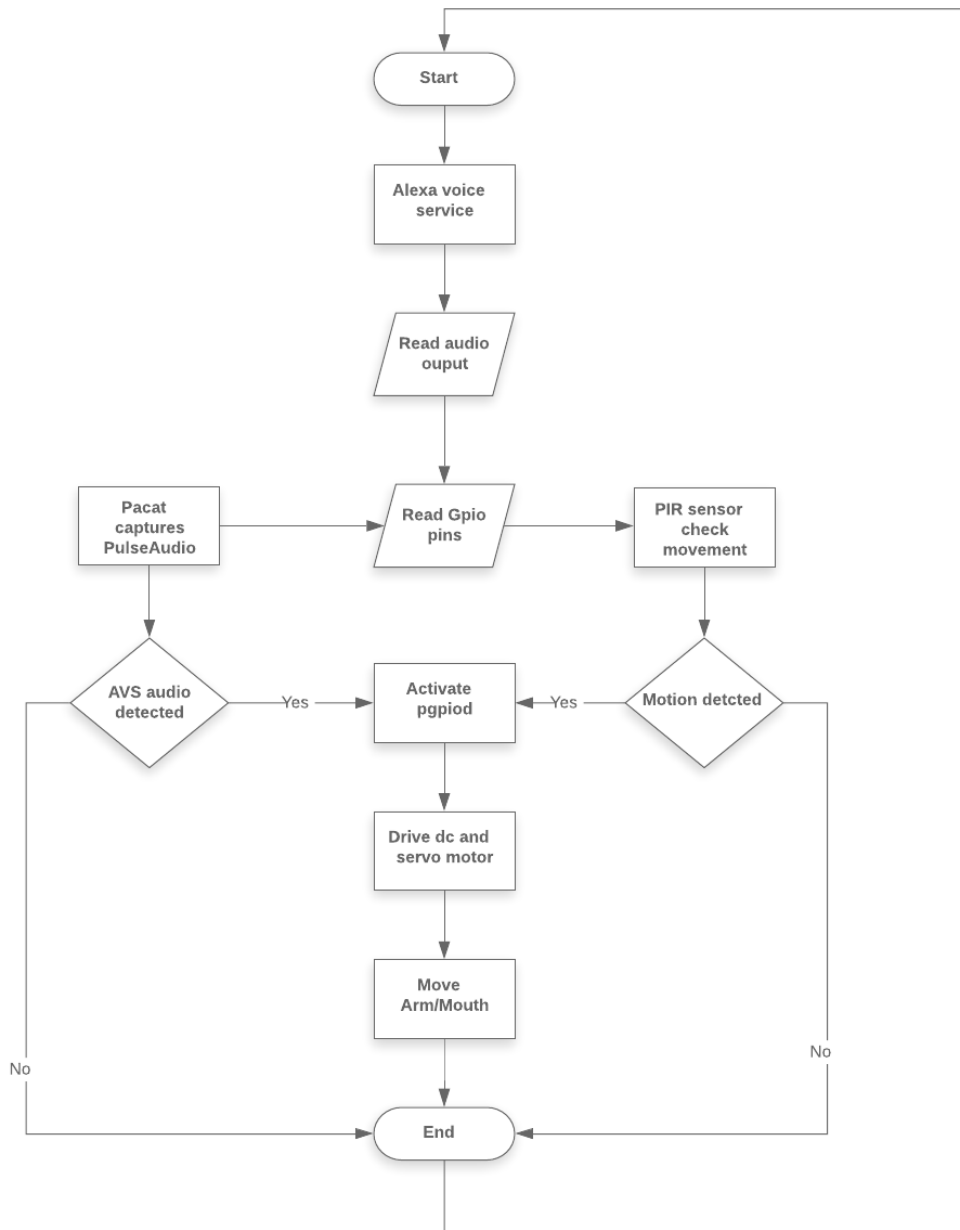 Start
Alexa voice
service
Read audio
ouput
Pacat
captures
PulseAudio
Read Gpio
pins
PIR sensor
check
movement
AVS audio
detected
Yes
Activate
pgpiod
Yes
Motion detcted
Drive dc and
servo motor
Move
Arm/Mouth
No
No
End